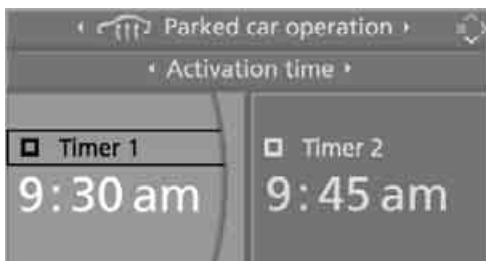 Parked car operation
Activation time
Timer 1
Timer 2
9:30 am
9:45 am